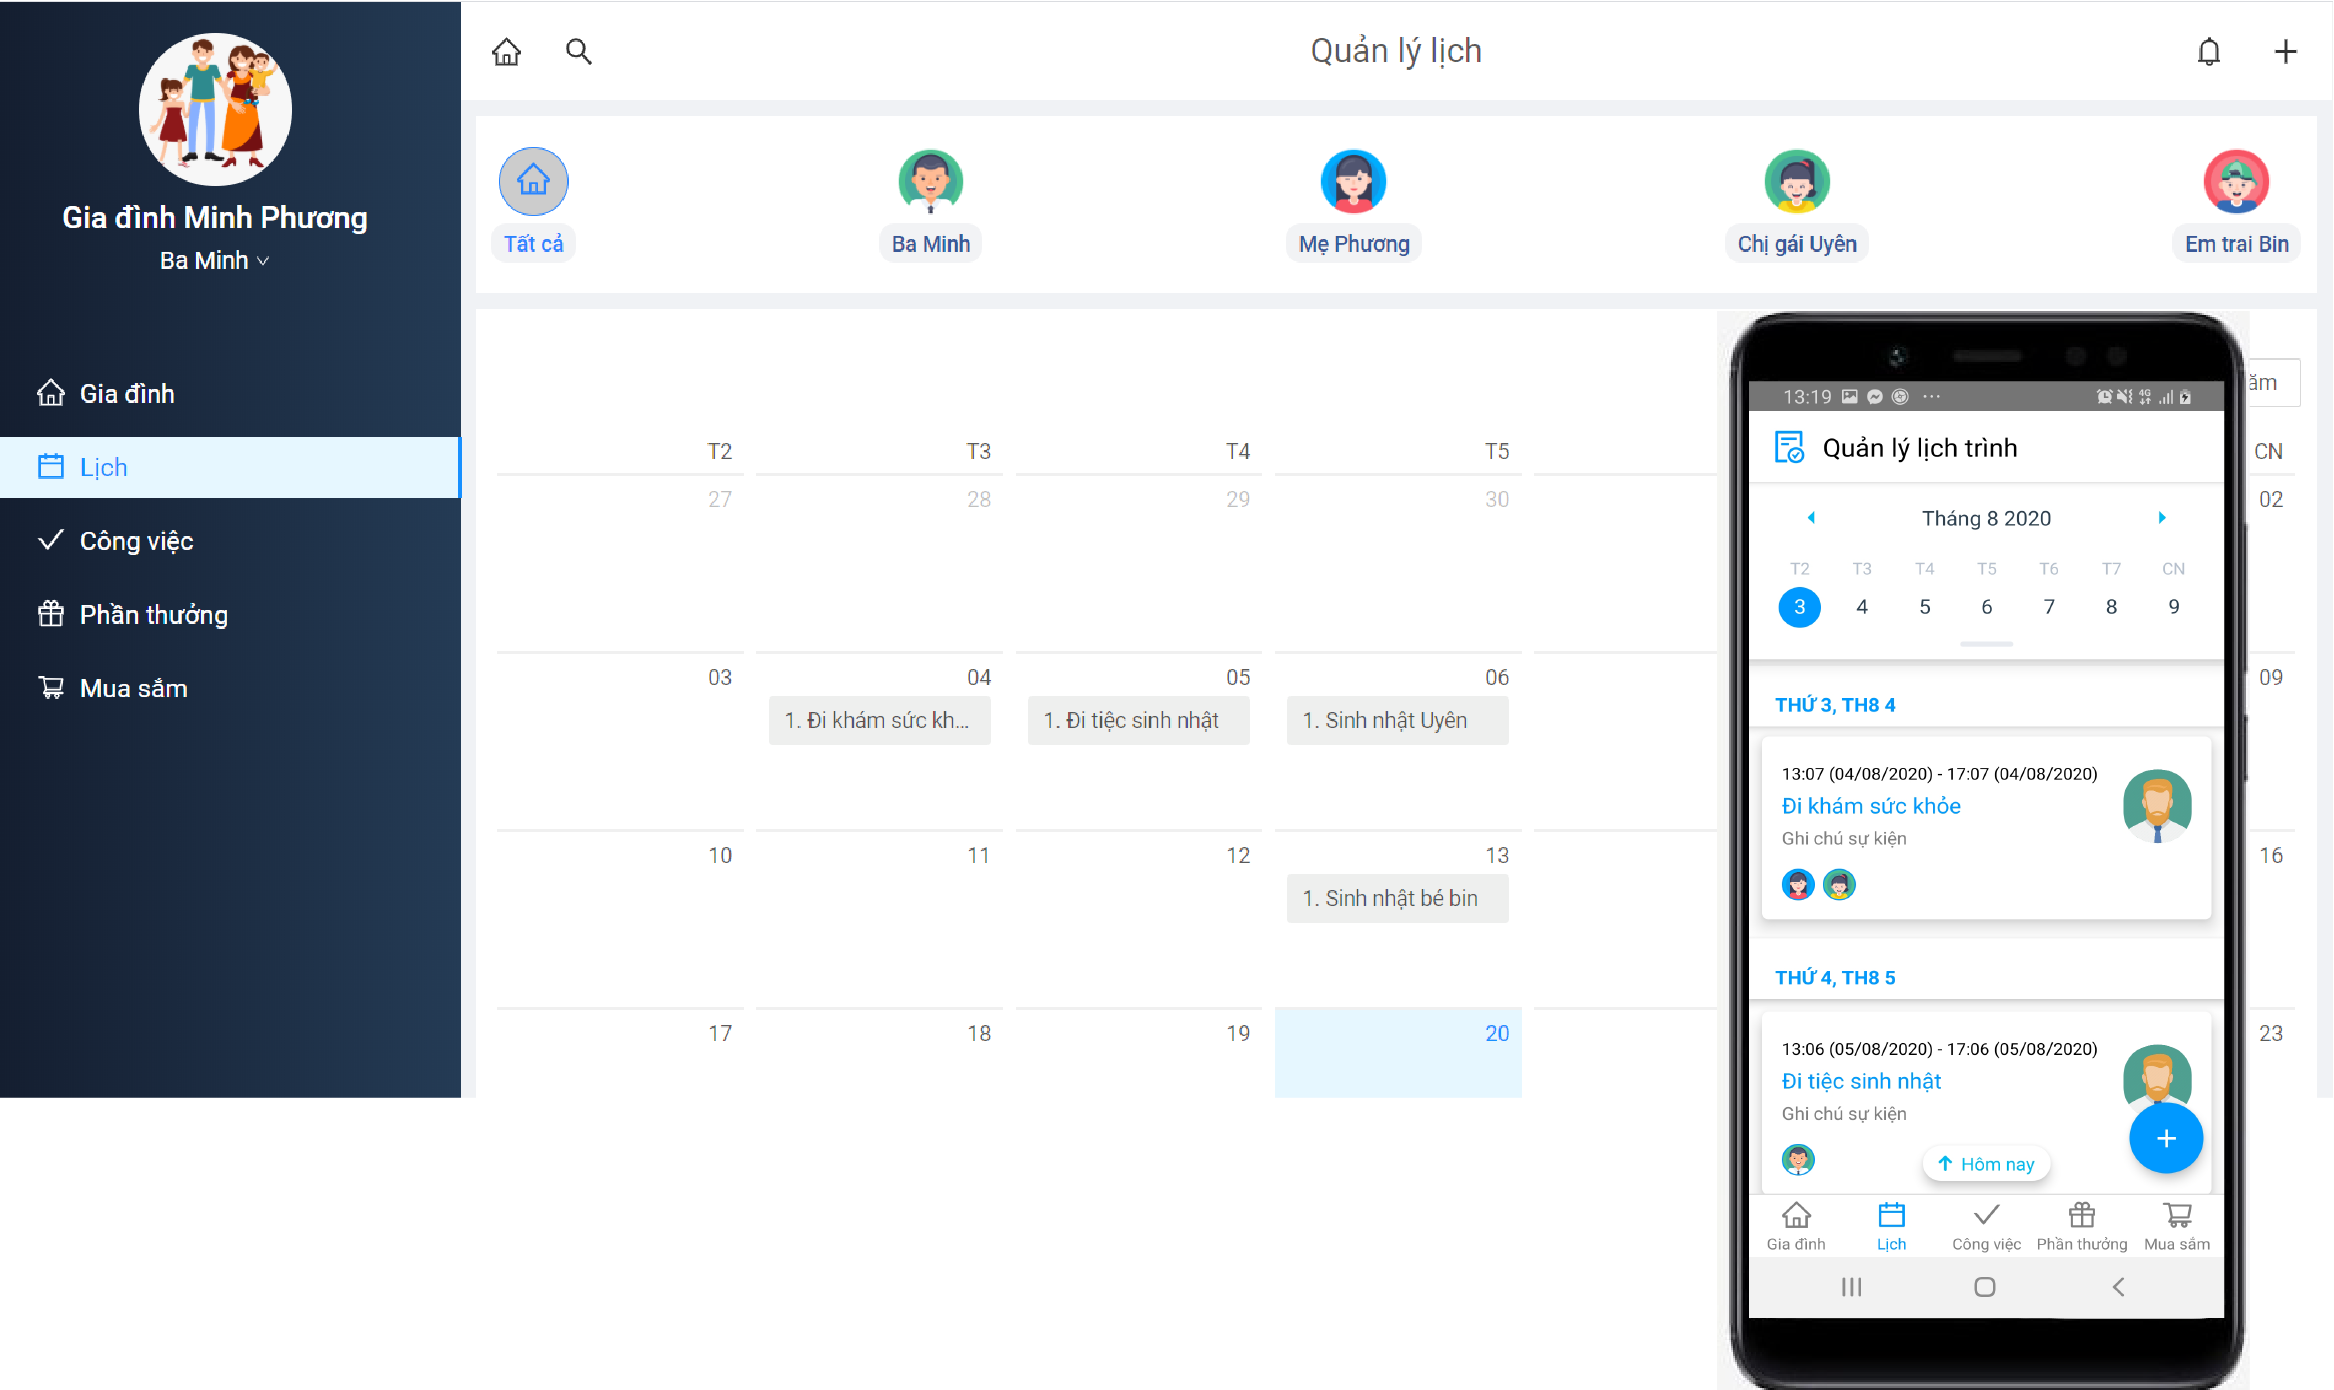 Gia đình Minh Phương
Ba Minh
Gia đình
Lịch
Công việc
Phần thưởng
Mua sắm
Quản lý lịch
Tất cả
Ba Minh
Mẹ Phương
Chị gái Uyên
Em trai Bin
T2 T3 T4 T5 CN
27 28 29 30 02
03 04 05 06 09
1. Đi khám sức kh... 1. Đi tiệc sinh nhật 1. Sinh nhật Uyên
10 11 12 13 16
1. Sinh nhật bé bin
17 18 19 20 23
13:19
4G
Quản lý lịch trình
Tháng 8 2020
T2 T3 T4 T5 T6 T7 CN
3 4 5 6 7 8 9
THỨ 3, TH8 4
13:07 (04/08/2020) - 17:07 (04/08/2020)
Đi khám sức khỏe
Ghi chú sự kiện
THỨ 4, TH8 5
13:06 (05/08/2020) - 17:06 (05/08/2020)
Đi tiệc sinh nhật
Ghi chú sự kiện
Hôm nay
Gia đình Lịch Công việc Phần thưởng Mua sắm